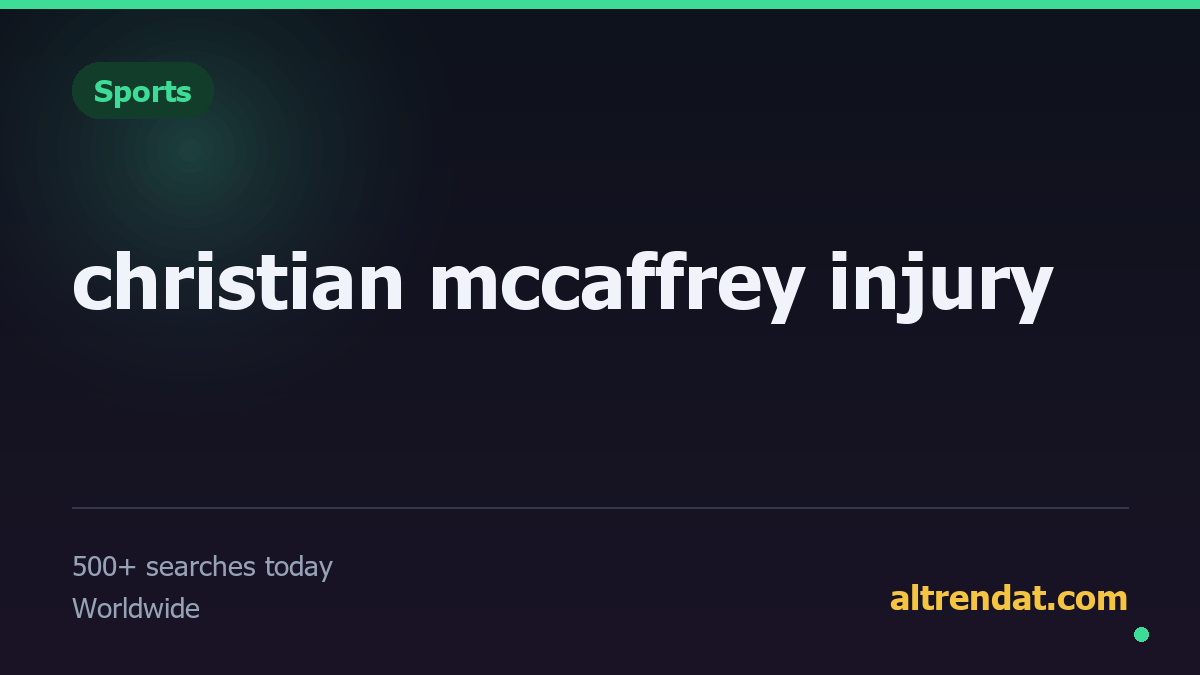 Sports
christian mccaffrey injury
500+ searches today
Worldwide
altrendat.com